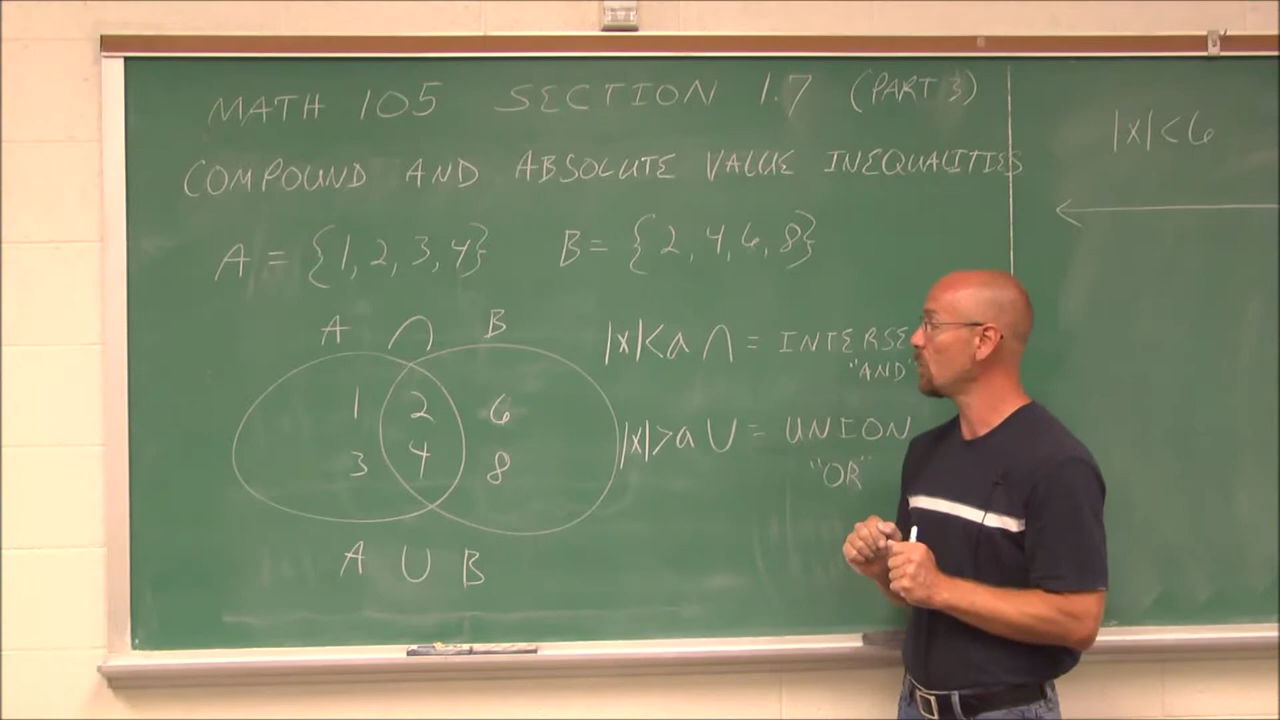 MATH 105 SECTION 1.7 (PART 3)
COMPOUND AND ABSOLUTE VALUE INEQUALITIES
A = {1, 2, 3, 4} B = {2, 4, 6, 8}
A ∩ B
1 2 6
3 4 8
A ∪ B
|x|<a ∩ = INTERSE
"AND"
|x|>a ∪ = UNION
"OR"
|x|<6